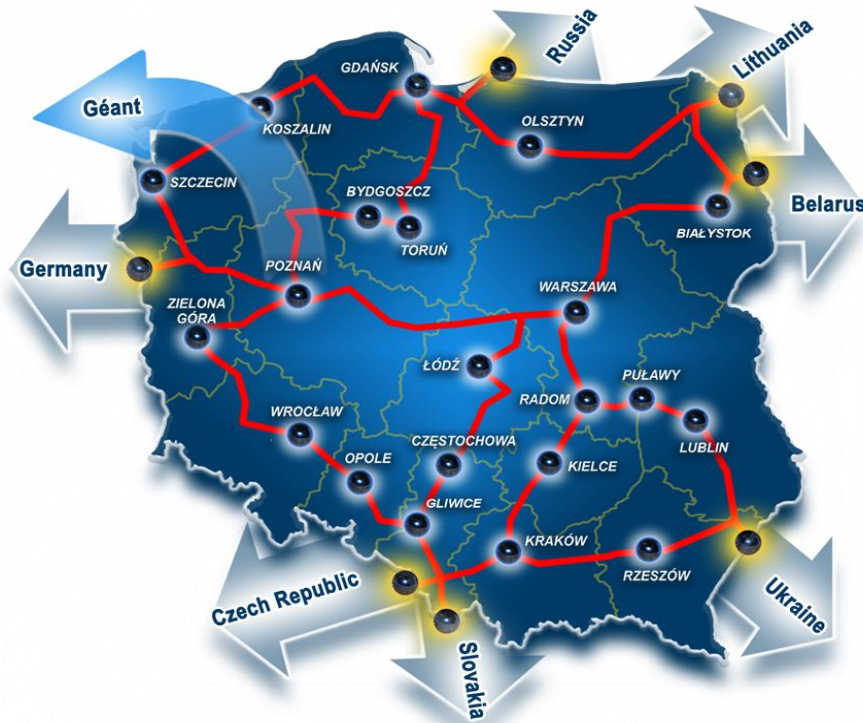 Russia
Lithuania
GDAŃSK
Géant
KOSZALIN
OLSZTYN
SZCZECIN
BYDGOSZCZ
Belarus
TORUŃ
BIAŁYSTOK
Germany
POZNAŃ
WARSZAWA
ZIELONA
GÓRA
ŁÓDŹ
PUŁAWY
RADOM
WROCŁAW
LUBLIN
CZĘSTOCHOWA
OPOLE
KIELCE
GLIWICE
KRAKÓW
RZESZÓW
Czech Republic
Ukraine
Slovakia